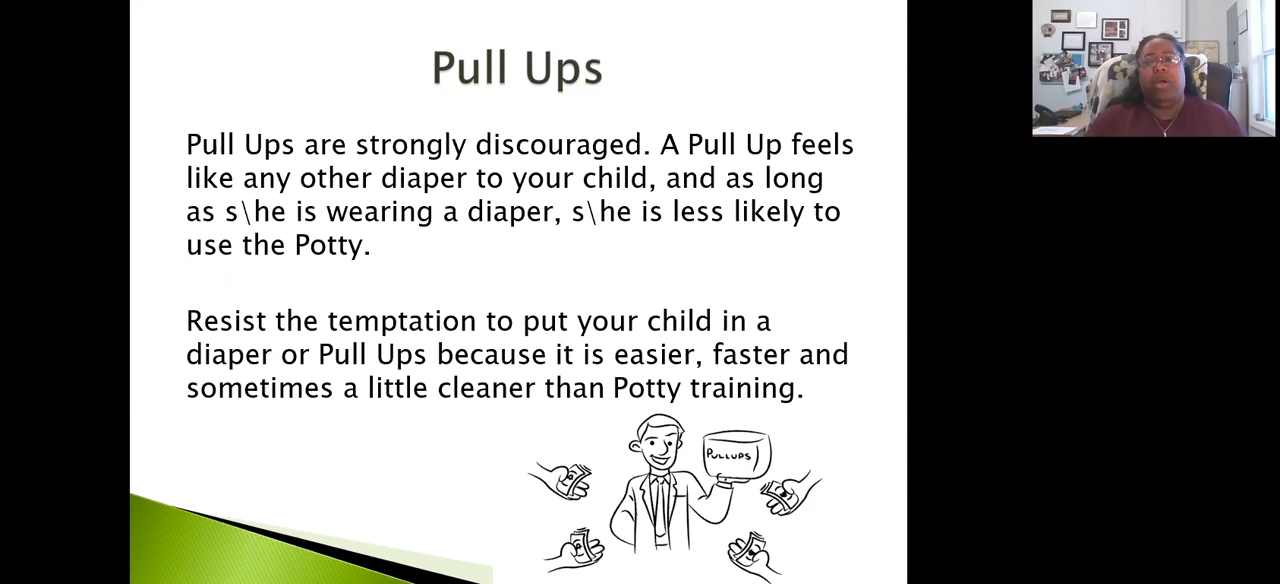 Pull Ups
Pull Ups are strongly discouraged. A Pull Up feels
like any other diaper to your child, and as long
as s\he is wearing a diaper, s\he is less likely to
use the Potty.
Resist the temptation to put your child in a
diaper or Pull Ups because it is easier, faster and
sometimes a little cleaner than Potty training.
PULLUPS